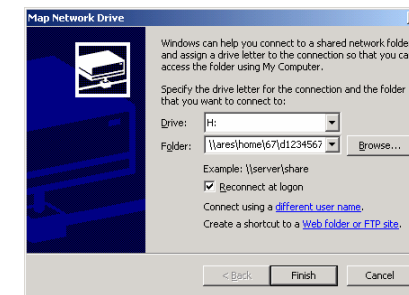 Map Network Drive
Windows can help you connect to a shared network folde
and assign a drive letter to the connection so that you ca
access the folder using My Computer.
Specify the drive letter for the connection and the folder
that you want to connect to:
Drive: H:
Folder: \\ares\home\67\d1234567 Browse...
Example: \\server\share
Reconnect at logon
Connect using a different user name.
Create a shortcut to a Web folder or FTP site.
< Back Finish Cancel